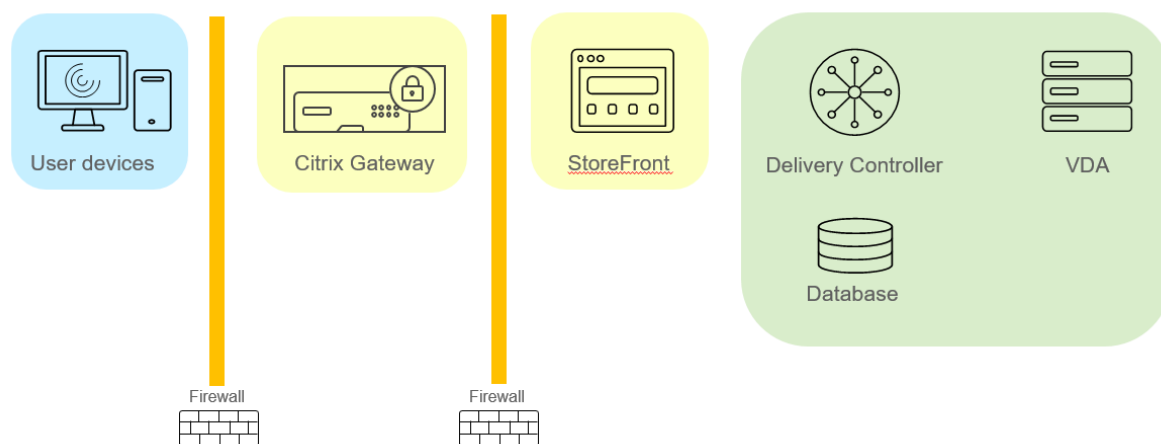 User devices
Citrix Gateway
StoreFront
Delivery Controller
VDA
Database
Firewall
Firewall